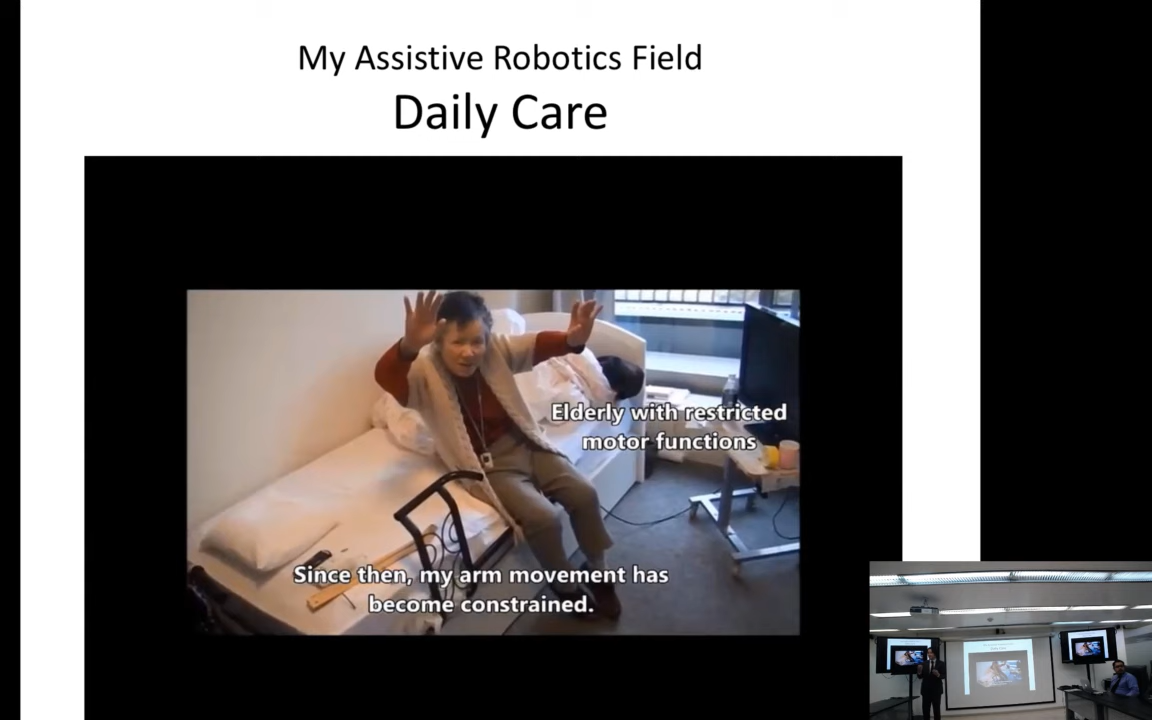 My Assistive Robotics Field
Daily Care
Elderly with restricted
motor functions
Since then, my arm movement has
become constrained.